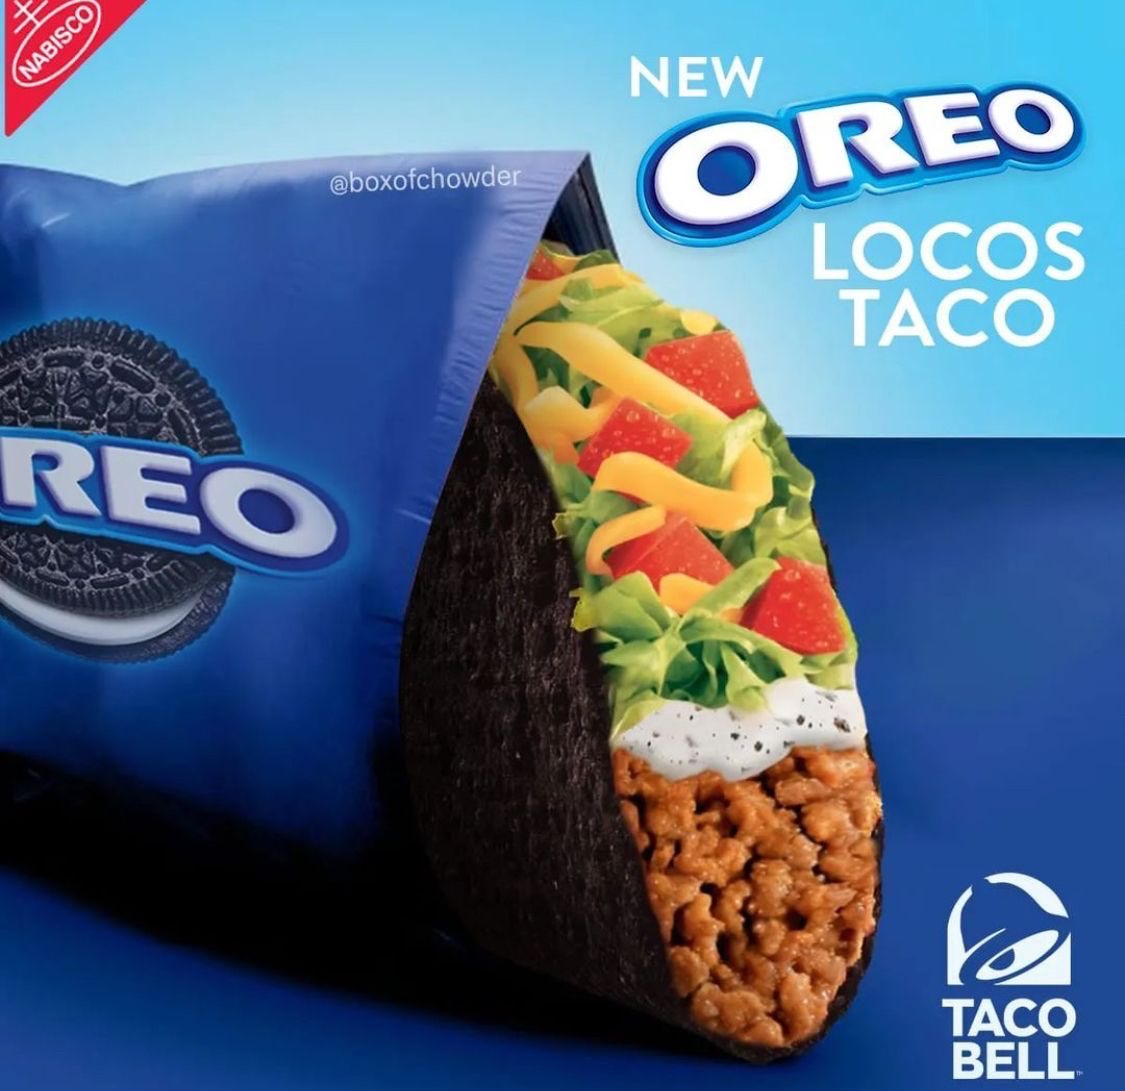 NABISCO
NEW
OREO
LOCOS
TACO
@boxofchowder
REO
TACO
BELL